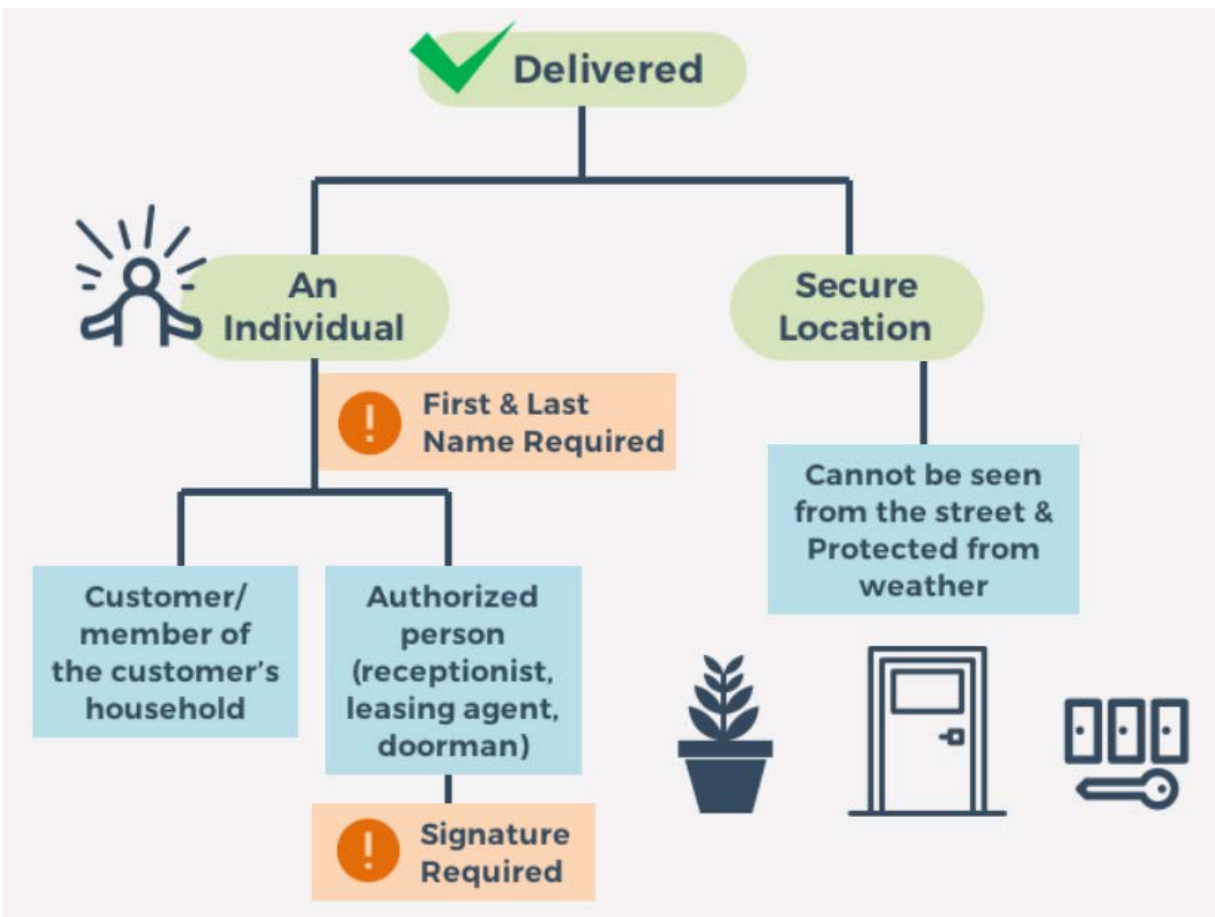 Delivered
An
Individual
Secure
Location
First & Last
Name Required
Cannot be seen
from the street &
Protected from
weather
Customer/
member of
the customer's
household
Authorized
person
(receptionist,
leasing agent,
doorman)
Signature
Required